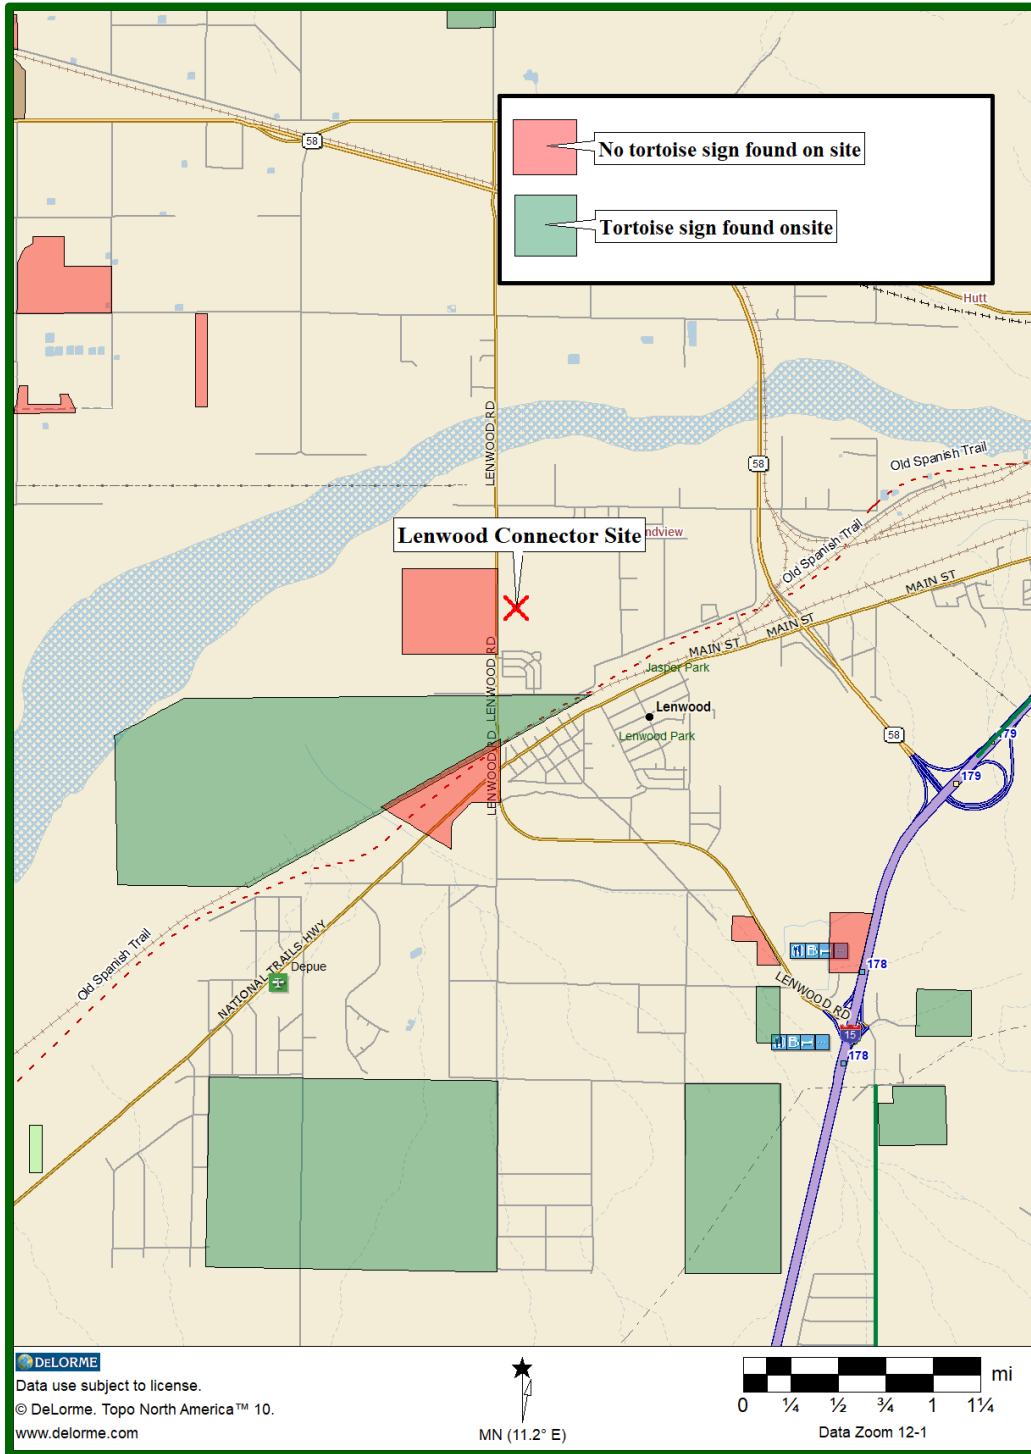 58
No tortoise sign found on site
Tortoise sign found onsite
Hutt
LENWOOD RD
58
Old Spanish Trail
Lenwood Connector Site
ndview
Old Spanish Trail
MAIN ST
MAIN ST
MAIN ST
LENWOOD RD
Jasper Park
LENWOOD RD
Lenwood
Lenwood Park
58
179
179
LENWOOD RD
Old Spanish Trail
NATIONAL TRAILS HWY
Depue
178
LENWOOD RD
15
178
DELORME
Data use subject to license.
© DeLorme. Topo North America™ 10.
www.delorme.com
MN (11.2° E)
mi
0 ¼ ½ ¾ 1 1¼
Data Zoom 12-1